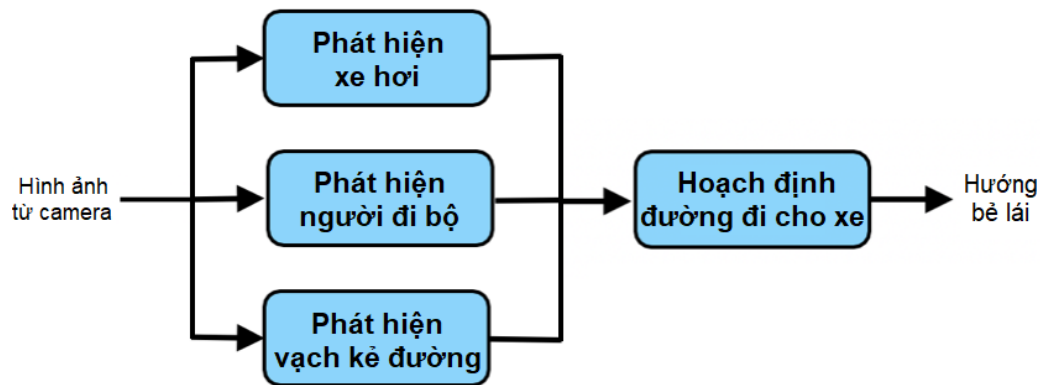 Phát hiện
xe hơi
Hình ảnh
từ camera
Phát hiện
người đi bộ
Hoạch định
đường đi cho xe
Hướng
bẻ lái
Phát hiện
vạch kẻ đường